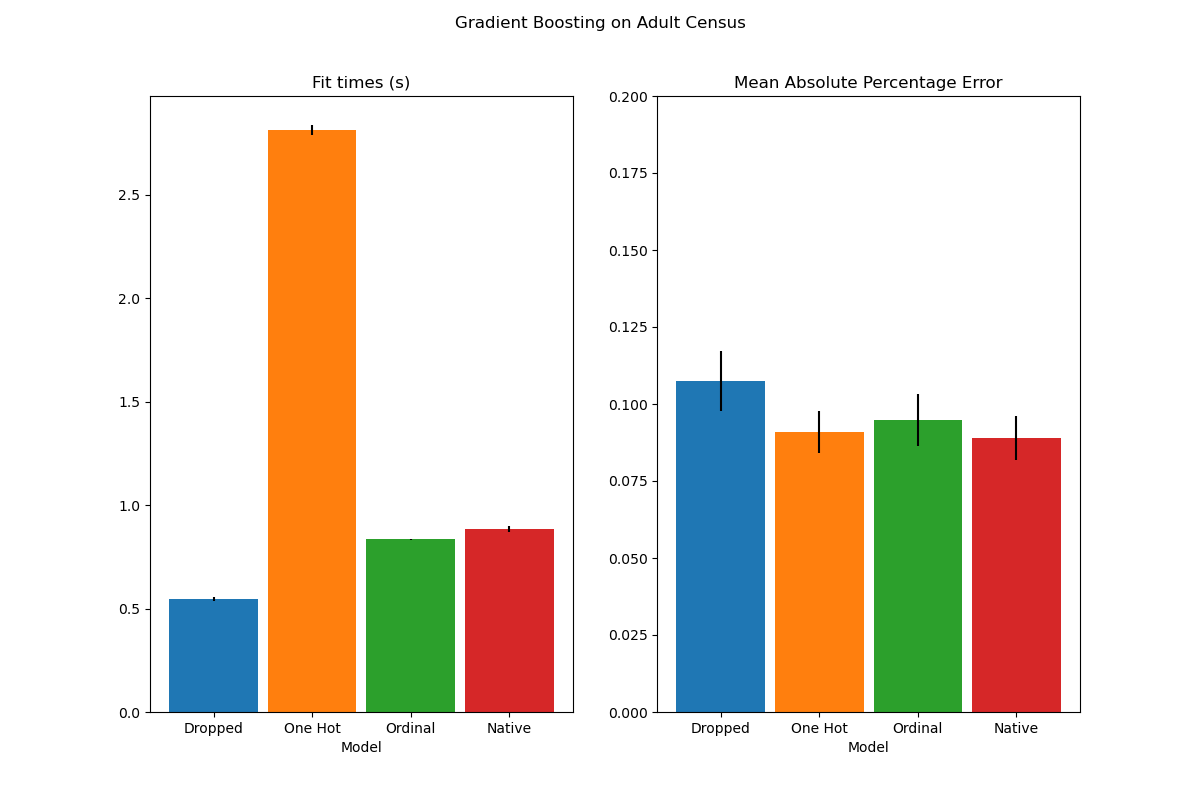 Gradient Boosting on Adult Census
Fit times (s)
2.5
2.0
1.5
1.0
0.5
0.0
Dropped One Hot Ordinal Native
Model
Mean Absolute Percentage Error
0.200
0.175
0.150
0.125
0.100
0.075
0.050
0.025
0.000
Dropped One Hot Ordinal Native
Model